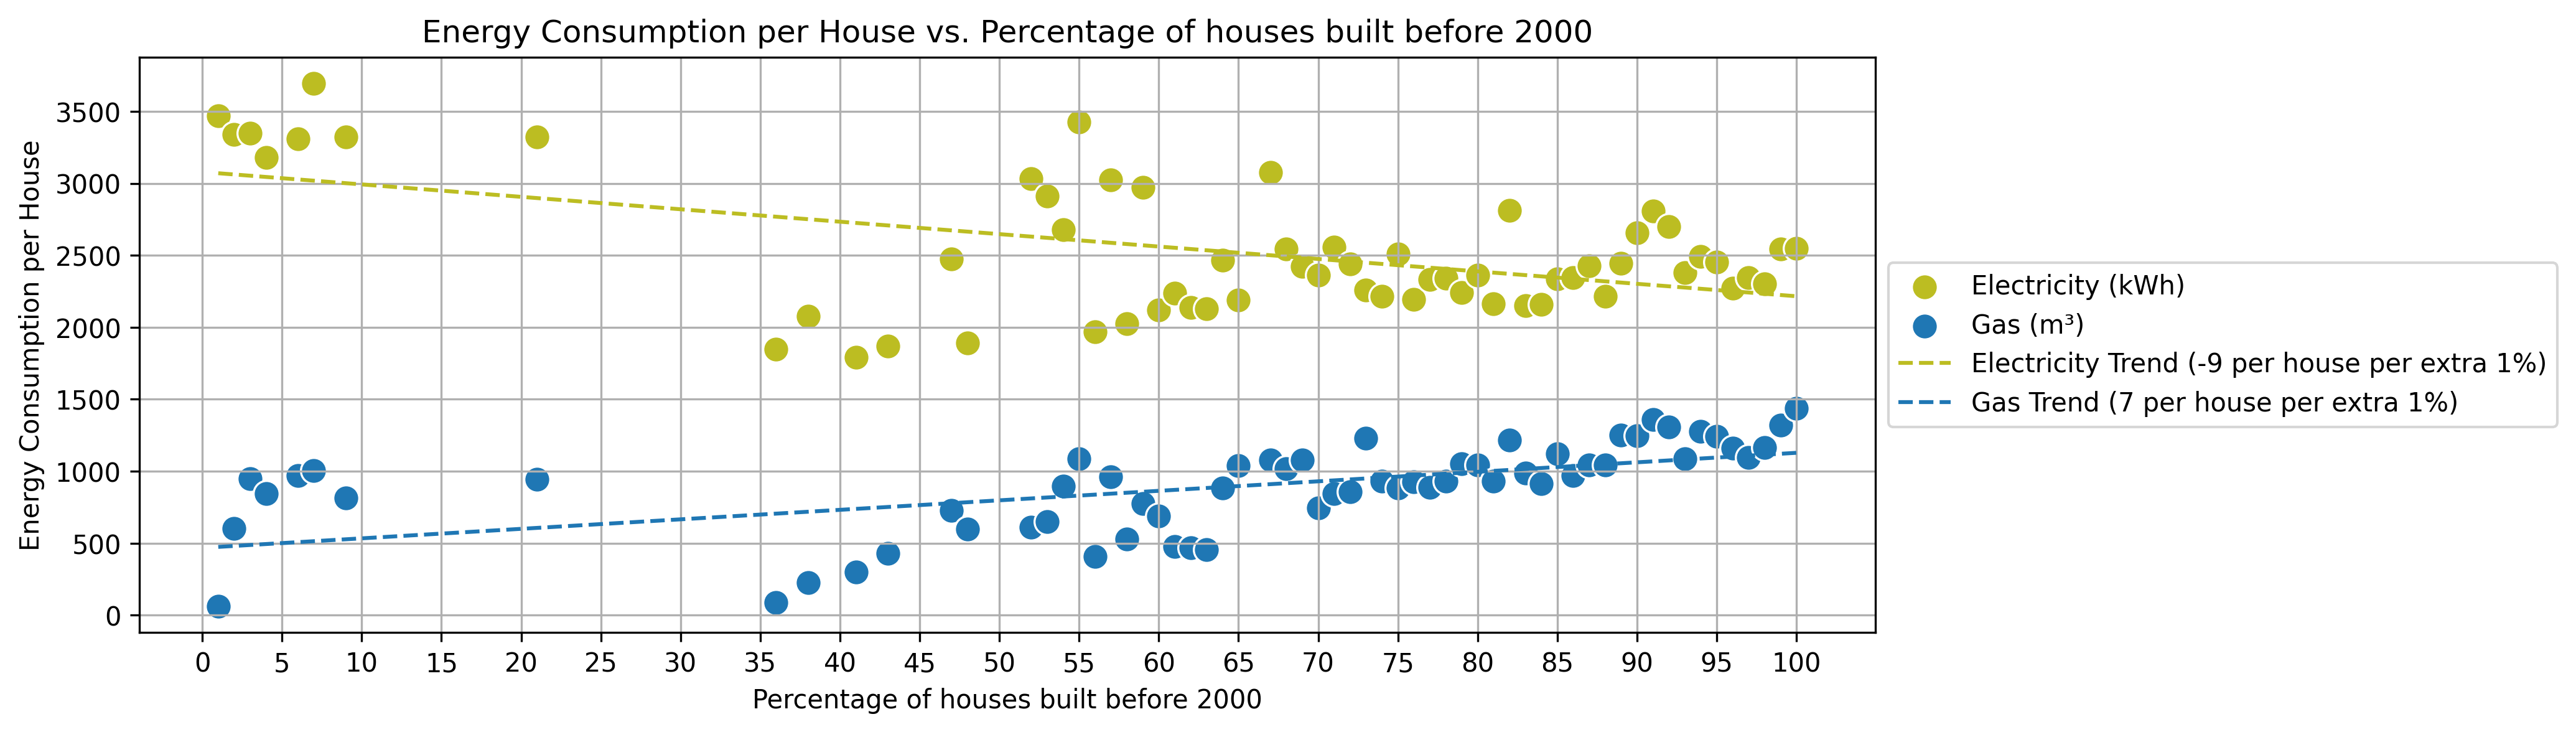 Energy Consumption per House vs. Percentage of houses built before 2000
Energy Consumption per House
3500
3000
2500
2000
1500
1000
500
0
0 5 10 15 20 25 30 35 40 45 50 55 60 65 70 75 80 85 90 95 100
Percentage of houses built before 2000
Electricity (kWh)
Gas (m³)
Electricity Trend (-9 per house per extra 1%)
Gas Trend (7 per house per extra 1%)